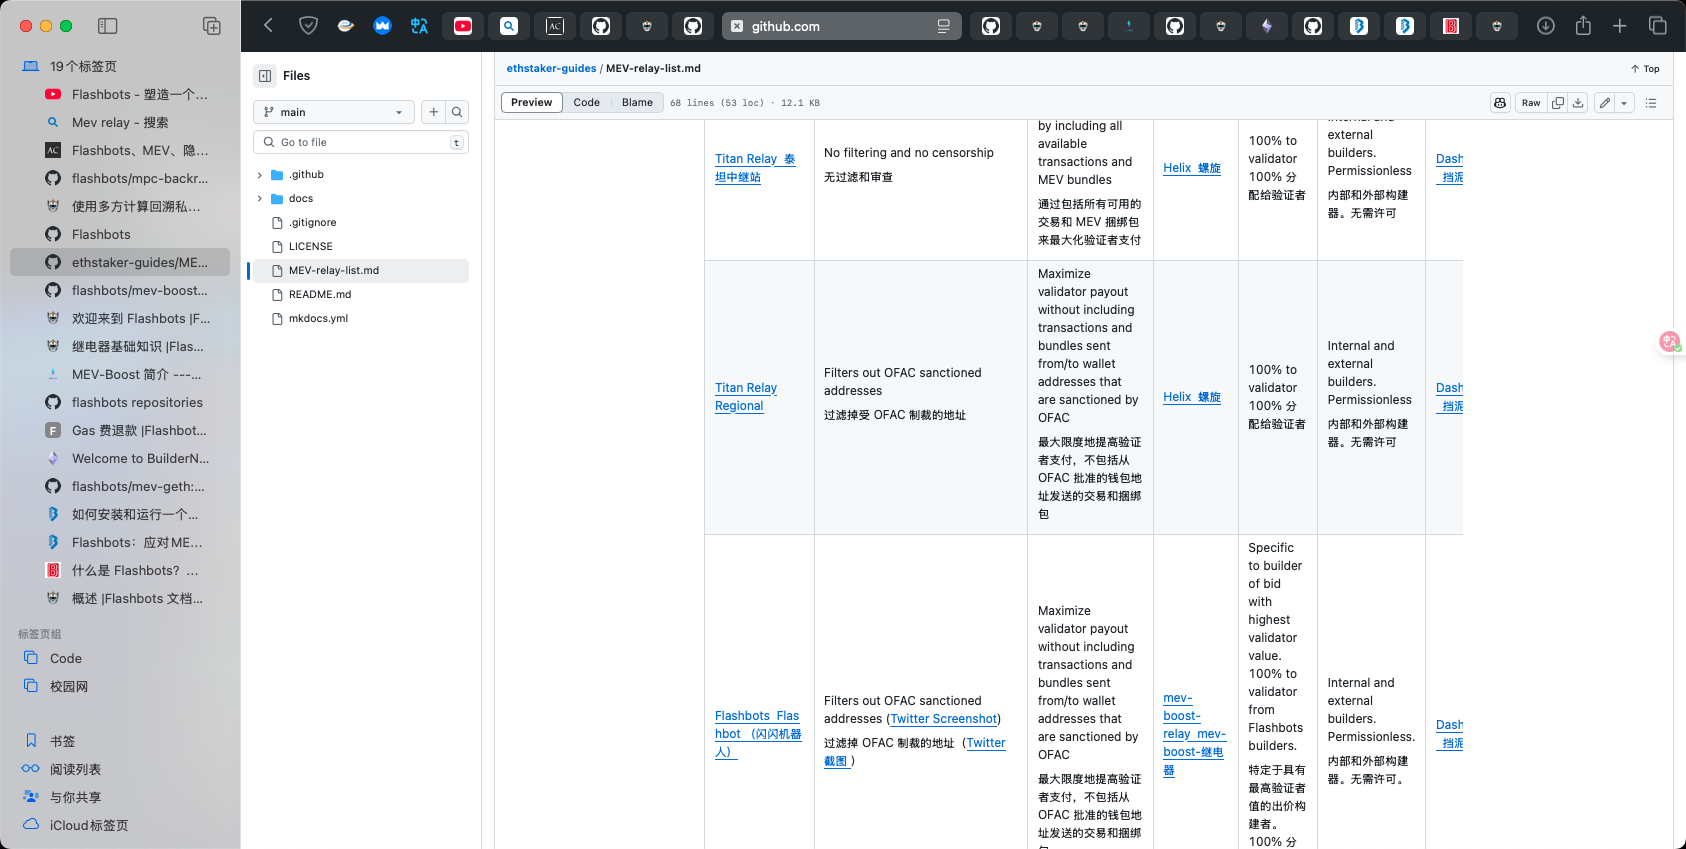 github.com
19个标签页
Flashbots - 塑造一个...
Mev relay - 搜索
Flashbots、MEV、隐...
flashbots/mpc-backr...
使用多方计算回溯私...
Flashbots
ethstaker-guides/ME...
flashbots/mev-boost...
欢迎来到 Flashbots |F...
继电器基础知识 |Flas...
MEV-Boost 简介 ---...
flashbots repositories
Gas 费退款 |Flashbot...
Welcome to BuilderN...
flashbots/mev-geth:...
如何安装和运行一个...
Flashbots：应对ME...
什么是 Flashbots？...
概述 |Flashbots 文档...
标签页组
Code
校园网
书签
阅读列表
与你共享
iCloud标签页
Files
main
Go to file
t
.github
docs
.gitignore
LICENSE
MEV-relay-list.md
README.md
mkdocs.yml
ethstaker-guides / MEV-relay-list.md
Top
Preview
Code
Blame
68 lines (53 loc) · 12.1 KB
Raw
Titan Relay 泰
坦中继站
No filtering and no censorship
无过滤和审查
by including all
available
transactions and
MEV bundles
通过包括所有可用的
交易和 MEV 捆绑包
来最大化验证者支付
Helix 螺旋
100% to
validator
100% 分
配给验证者
internal and
external
builders.
Permissionless
内部和外部构建
器。无需许可
Dash
挡泥
Titan Relay
Regional
Filters out OFAC sanctioned
addresses
过滤掉受 OFAC 制裁的地址
Maximize
validator payout
without including
transactions and
bundles sent
from/to wallet
addresses that
are sanctioned by
OFAC
最大限度地提高验证
者支付，不包括从
OFAC 批准的钱包地
址发送的交易和捆绑
包
Helix 螺旋
100% to
validator
100% 分
配给验证者
Internal and
external
builders.
Permissionless
内部和外部构建
器。无需许可
Dash
挡泥
Flashbots Flas
hbot （闪闪机器
人）
Filters out OFAC sanctioned
addresses (Twitter Screenshot)
过滤掉 OFAC 制裁的地址（Twitter
截图 ）
Maximize
validator payout
without including
transactions and
bundles sent
from/to wallet
addresses that
are sanctioned by
OFAC
最大限度地提高验证
者支付，不包括从
OFAC 批准的钱包地
址发送的交易和捆绑
mev-
boost-
relay mev-
boost-继电
器
Specific
to builder
of bid
with
highest
validator
value.
100% to
validator
from
Flashbots
builders.
特定于具有
最高验证者
值的出价构
建者。
100% 分
Internal and
external
builders.
Permissionless.
内部和外部构建
器。无需许可。
Dash
挡泥